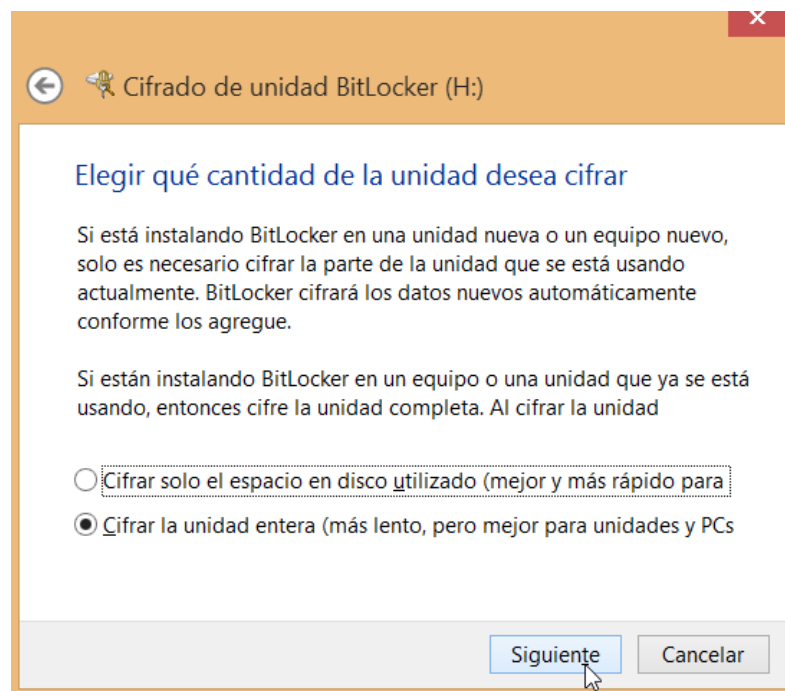 Cifrado de unidad BitLocker (H:)
Elegir qué cantidad de la unidad desea cifrar
Si está instalando BitLocker en una unidad nueva o un equipo nuevo,
solo es necesario cifrar la parte de la unidad que se está usando
actualmente. BitLocker cifrará los datos nuevos automáticamente
conforme los agregue.
Si están instalando BitLocker en un equipo o una unidad que ya se está
usando, entonces cifre la unidad completa. Al cifrar la unidad
Cifrar solo el espacio en disco utilizado (mejor y más rápido para
Cifrar la unidad entera (más lento, pero mejor para unidades y PCs
Siguiente Cancelar